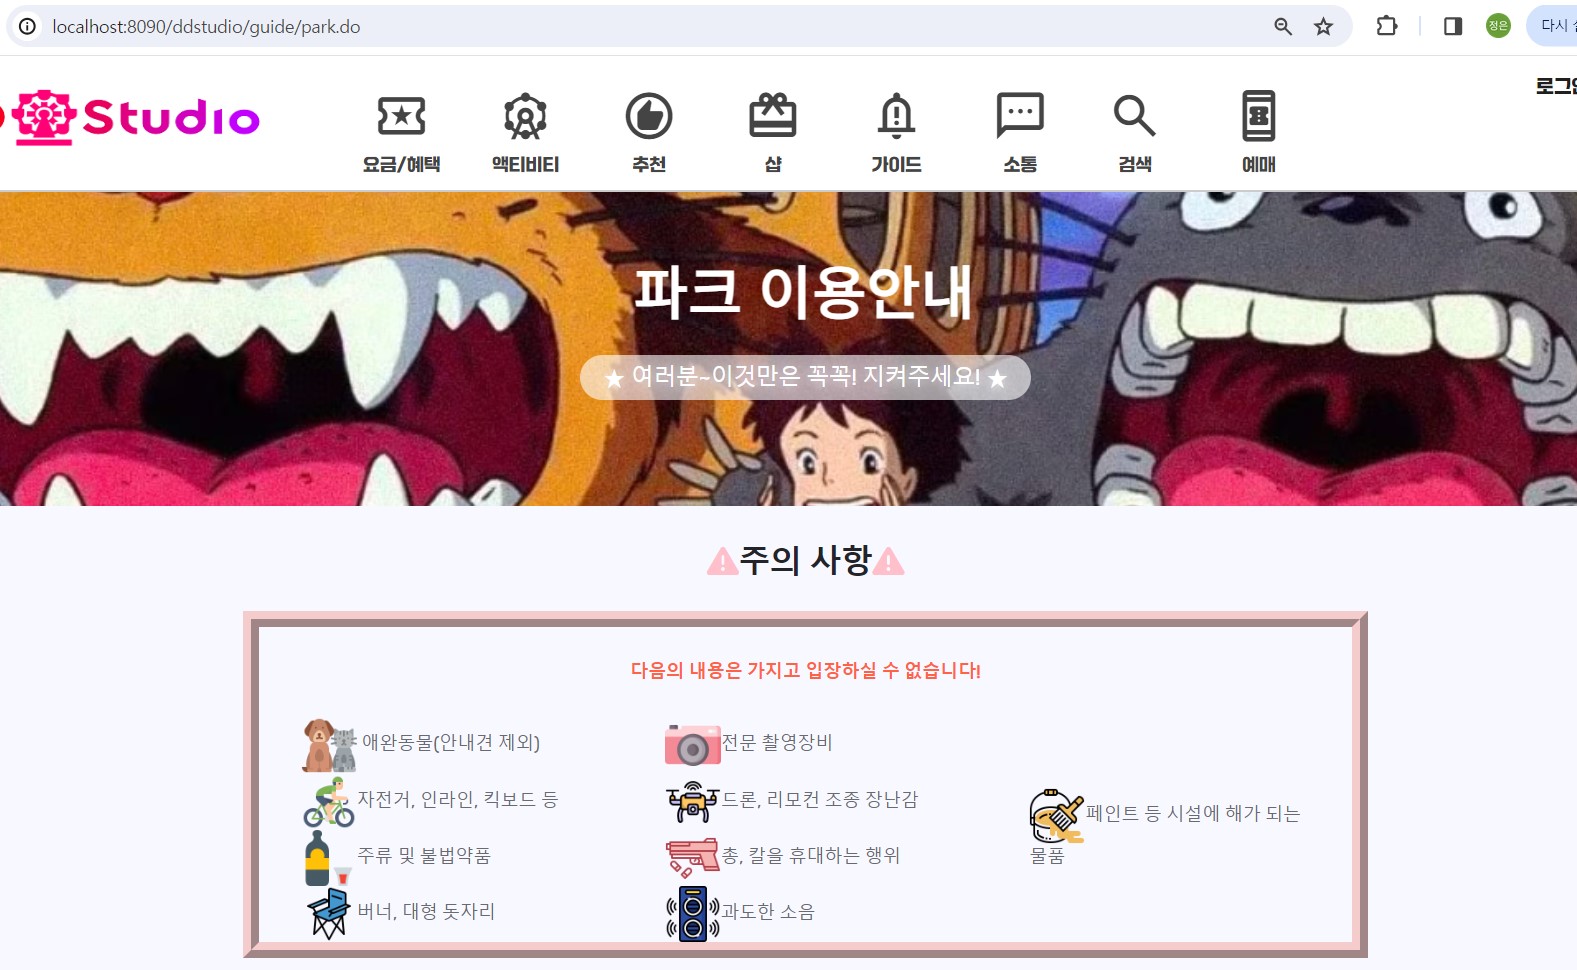 localhost:8090/ddstudio/guide/park.do
정은
다시
Studio
로그인
요금/혜택
액티비티
추천
샵
가이드
소통
검색
예매
파크 이용안내
★ 여러분~이것만은 꼭꼭! 지켜주세요! ★
주의 사항
다음의 내용은 가지고 입장하실 수 없습니다!
애완동물(안내견 제외)
자전거, 인라인, 킥보드 등
주류 및 불법약품
버너, 대형 돗자리
전문 촬영장비
드론, 리모컨 조종 장난감
총, 칼을 휴대하는 행위
과도한 소음
페인트 등 시설에 해가 되는
물품